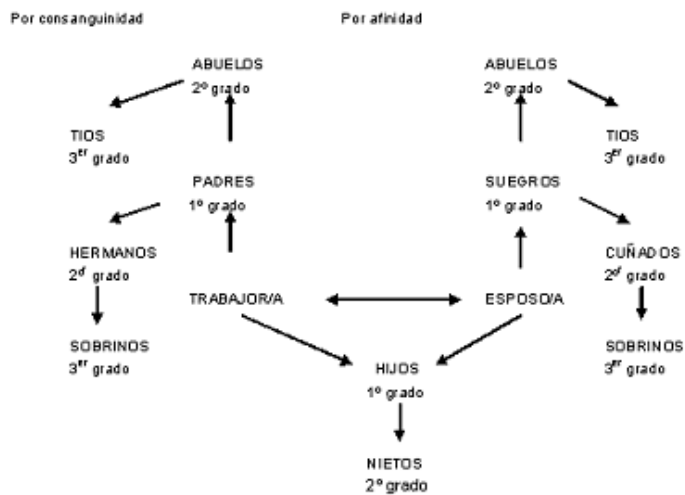 Por consanguinidad
Por afinidad
ABUELOS
2º grado
ABUELOS
2º grado
TIOS
3er grado
TIOS
3er grado
PADRES
1º grado
SUEGROS
1º grado
HERMANOS
2º grado
CUÑADOS
2º grado
TRABAJOR/A
ESPOSO/A
SOBRINOS
3er grado
SOBRINOS
3er grado
HIJOS
1º grado
NIETOS
2º grado